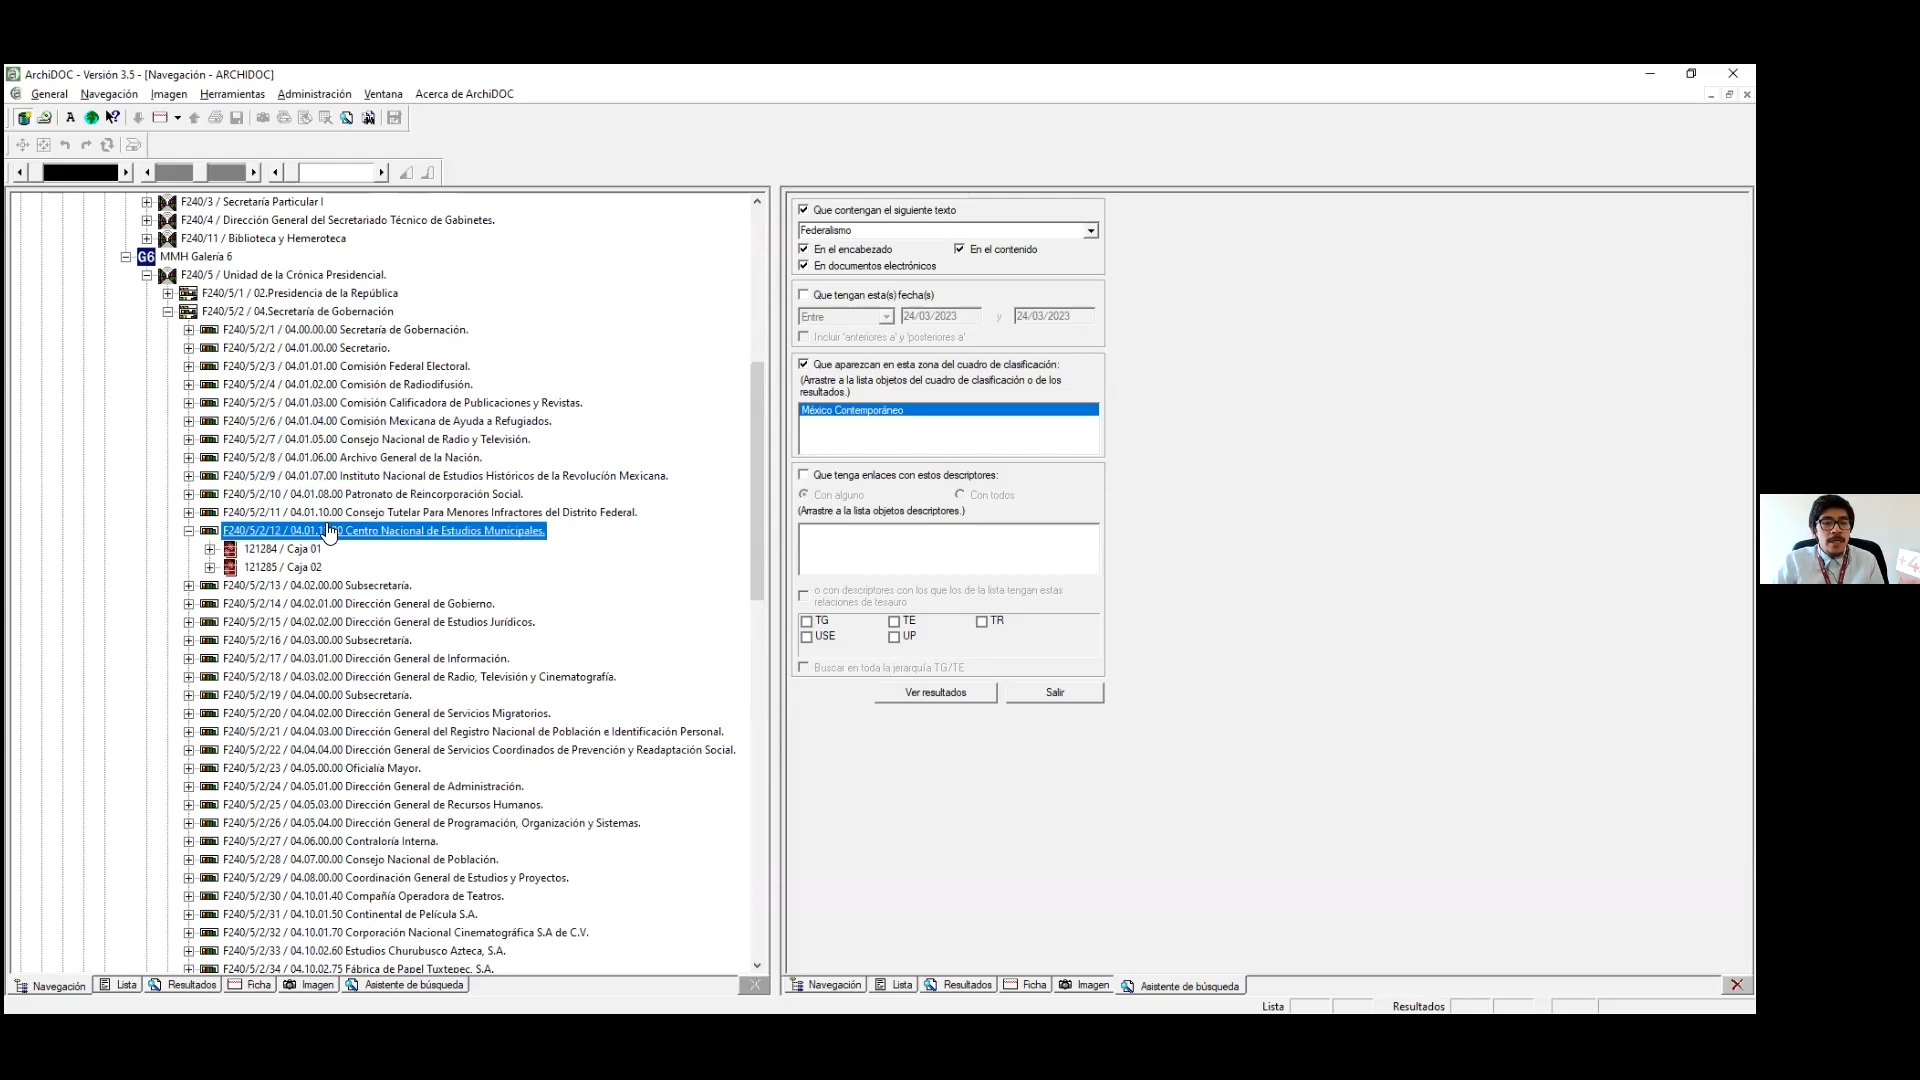 ArchiDOC - Versión 3.5 - [Navegación - ARCHIDOC]
General Navegación Imagen Herramientas Administración Ventana Acerca de ArchiDOC
F240/3 / Secretaría Particular I
F240/4 / Dirección General del Secretariado Técnico de Gabinetes.
F240/11 / Biblioteca y Hemeroteca
G6 MMH Galería 6
F240/5 / Unidad de la Crónica Presidencial.
F240/5/1 / 02.Presidencia de la República
F240/5/2 / 04.Secretaría de Gobernación
F240/5/2/1 / 04.00.00.00 Secretaría de Gobernación.
F240/5/2/2 / 04.01.00.00 Secretario.
F240/5/2/3 / 04.01.01.00 Comisión Federal Electoral.
F240/5/2/4 / 04.01.02.00 Comisión de Radiodifusión.
F240/5/2/5 / 04.01.03.00 Comisión Calificadora de Publicaciones y Revistas.
F240/5/2/6 / 04.01.04.00 Comisión Mexicana de Ayuda a Refugiados.
F240/5/2/7 / 04.01.05.00 Consejo Nacional de Radio y Televisión.
F240/5/2/8 / 04.01.06.00 Archivo General de la Nación.
F240/5/2/9 / 04.01.07.00 Instituto Nacional de Estudios Históricos de la Revolución Mexicana.
F240/5/2/10 / 04.01.08.00 Patronato de Reincorporación Social.
F240/5/2/11 / 04.01.10.00 Consejo Tutelar Para Menores Infractores del Distrito Federal.
F240/5/2/12 / Centro Nacional de Estudios Municipales.
121284 / Caja 01
121285 / Caja 02
F240/5/2/13 / 04.02.00.00 Subsecretaría.
F240/5/2/14 / 04.02.01.00 Dirección General de Gobierno.
F240/5/2/15 / 04.02.02.00 Dirección General de Estudios Jurídicos.
F240/5/2/16 / 04.03.00.00 Subsecretaría.
F240/5/2/17 / 04.03.01.00 Dirección General de Información.
F240/5/2/18 / 04.03.02.00 Dirección General de Radio, Televisión y Cinematografía.
F240/5/2/19 / 04.04.00.00 Subsecretaría.
F240/5/2/20 / 04.04.02.00 Dirección General de Servicios Migratorios.
F240/5/2/21 / 04.04.03.00 Dirección General del Registro Nacional de Población e Identificación Personal.
F240/5/2/22 / 04.04.04.00 Dirección General de Servicios Coordinados de Prevención y Readaptación Social.
F240/5/2/23 / 04.05.00.00 Oficialía Mayor.
F240/5/2/24 / 04.05.01.00 Dirección General de Administración.
F240/5/2/25 / 04.05.03.00 Dirección General de Recursos Humanos.
F240/5/2/26 / 04.05.04.00 Dirección General de Programación, Organización y Sistemas.
F240/5/2/27 / 04.06.00.00 Contraloría Interna.
F240/5/2/28 / 04.07.00.00 Consejo Nacional de Población.
F240/5/2/29 / 04.08.00.00 Coordinación General de Estudios y Proyectos.
F240/5/2/30 / 04.10.01.40 Compañía Operadora de Teatros.
F240/5/2/31 / 04.10.01.50 Continental de Película S.A.
F240/5/2/32 / 04.10.01.70 Corporación Nacional Cinematográfica S.A de C.V.
F240/5/2/33 / 04.10.02.60 Estudios Churubusco Azteca, S.A.
F240/5/2/34 / 04.10.02.75 Fábrica de Papel Tuxtepec, S.A.
Navegación Lista Resultados Ficha Imagen Asistente de búsqueda
Que contengan el siguiente texto
Federalismo
En el encabezado En el contenido
En documentos electrónicos
Que tengan esta(s) fecha(s)
Entre 24/03/2023 y 24/03/2023
Incluir 'anteriores a' y 'posteriores a'
Que aparezcan en esta zona del cuadro de clasificación:
(Arrastre a la lista objetos del cuadro de clasificación o de los
resultados.)
México Contemporáneo
Que tenga enlaces con estos descriptores:
Con alguno Con todos
(Arrastre a la lista objetos descriptores.)
o con descriptores con los que los de la lista tengan estas
relaciones de tesauro
TG TE TR
USE UP
Buscar en toda la jerarquía TG/TE
Ver resultados Salir
Navegación Lista Resultados Ficha Imagen Asistente de búsqueda
Lista Resultados